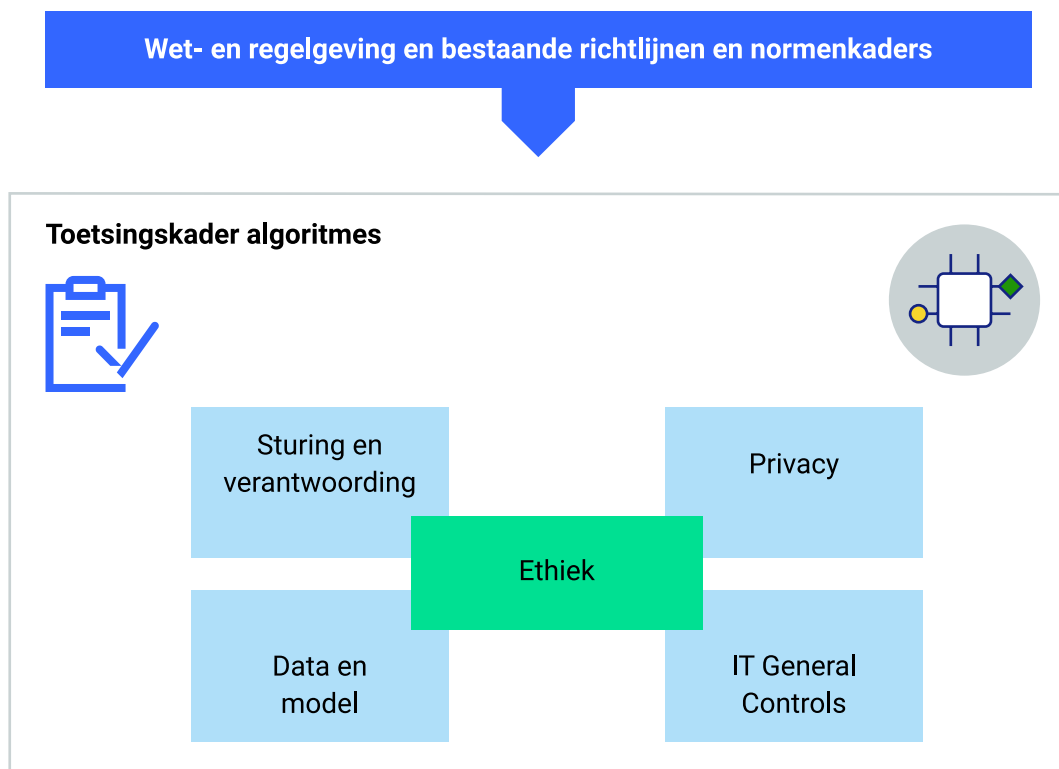 Wet- en regelgeving en bestaande richtlijnen en normenkaders
Toetsingskader algoritmes
Sturing en
verantwoording
Privacy
Ethiek
Data en
model
IT General
Controls